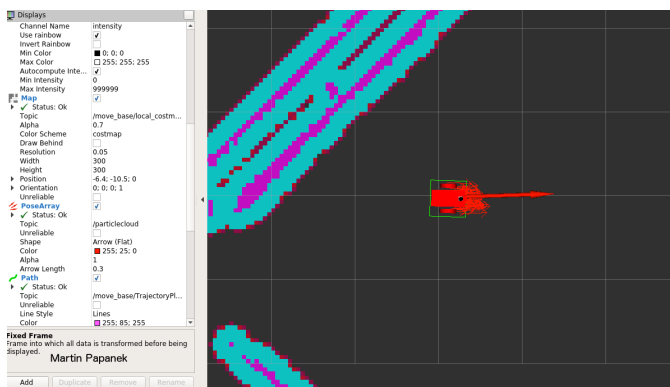 Displays
Channel Name intensity
Use rainbow
Invert Rainbow
Min Color 0; 0; 0
Max Color 255; 255; 255
Autocompute Inte...
Min Intensity 0
Max Intensity 999999
Map
Status: Ok
Topic /move_base/local_costm...
Alpha 0.7
Color Scheme costmap
Draw Behind
Resolution 0.05
Width 300
Height 300
Position -6.4; -10.5; 0
Orientation 0; 0; 0; 1
Unreliable
PoseArray
Status: Ok
Topic /particlecloud
Unreliable
Shape Arrow (Flat)
Color 255; 25; 0
Alpha 1
Arrow Length 0.3
Path
Status: Ok
Topic /move_base/TrajectoryPl...
Unreliable
Line Style Lines
Color 255; 85; 255
Fixed Frame
Frame into which all data is transformed before being
displayed.
Martin Papanek
Add Duplicate Remove Rename